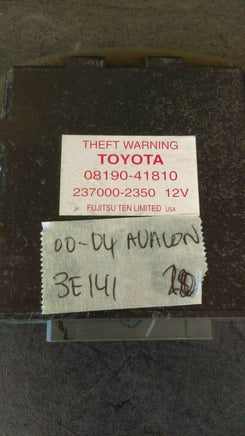 THEFT WARNING
TOYOTA
08190-41810
237000-2350 12V
FUJITSU TEN LIMITED USA
00-04 AVALON
3E141